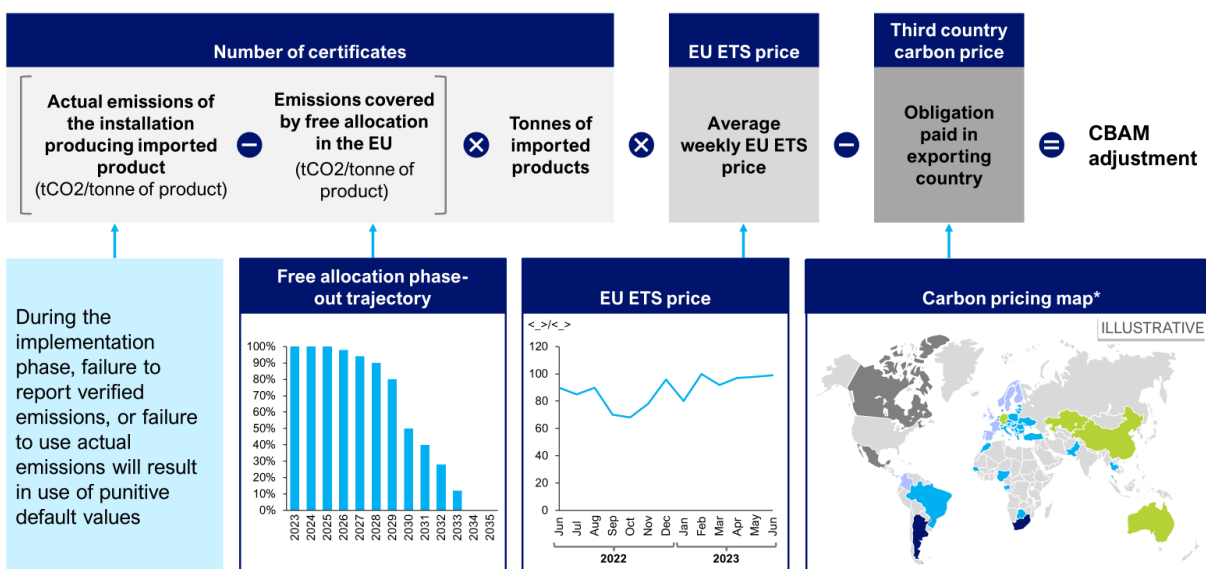 Number of certificates
EU ETS price
Third country
carbon price
Actual emissions of
the installation
producing imported
product
(tCO2/tonne of product)
Emissions covered
by free allocation
in the EU
(tCO2/tonne of
product)
Tonnes of
imported
products
Average
weekly EU ETS
price
Obligation
paid in
exporting
country
CBAM
adjustment
During the
implementation
phase, failure to
report verified
emissions, or failure
to use actual
emissions will result
in use of punitive
default values
Free allocation phase-
out trajectory
100%
90%
80%
70%
60%
50%
40%
30%
20%
10%
0%
2023
2024
2025
2026
2027
2028
2029
2030
2031
2032
2033
2034
2035
EU ETS price
<_>/<_>
120
100
80
60
40
20
0
Jun
Jul
Aug
Sep
Oct
Nov
Dec
Jan
Feb
Mar
Apr
May
Jun
2022
2023
Carbon pricing map*
ILLUSTRATIVE